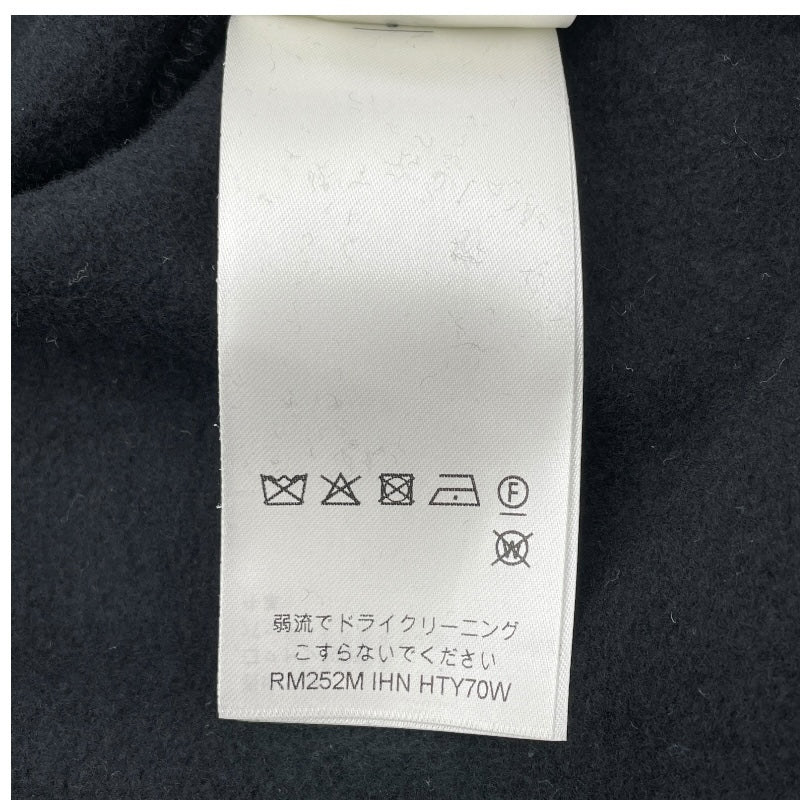 F
W
弱流でドライクリーニング
こすらないでください
RM252M IHN HTY70W